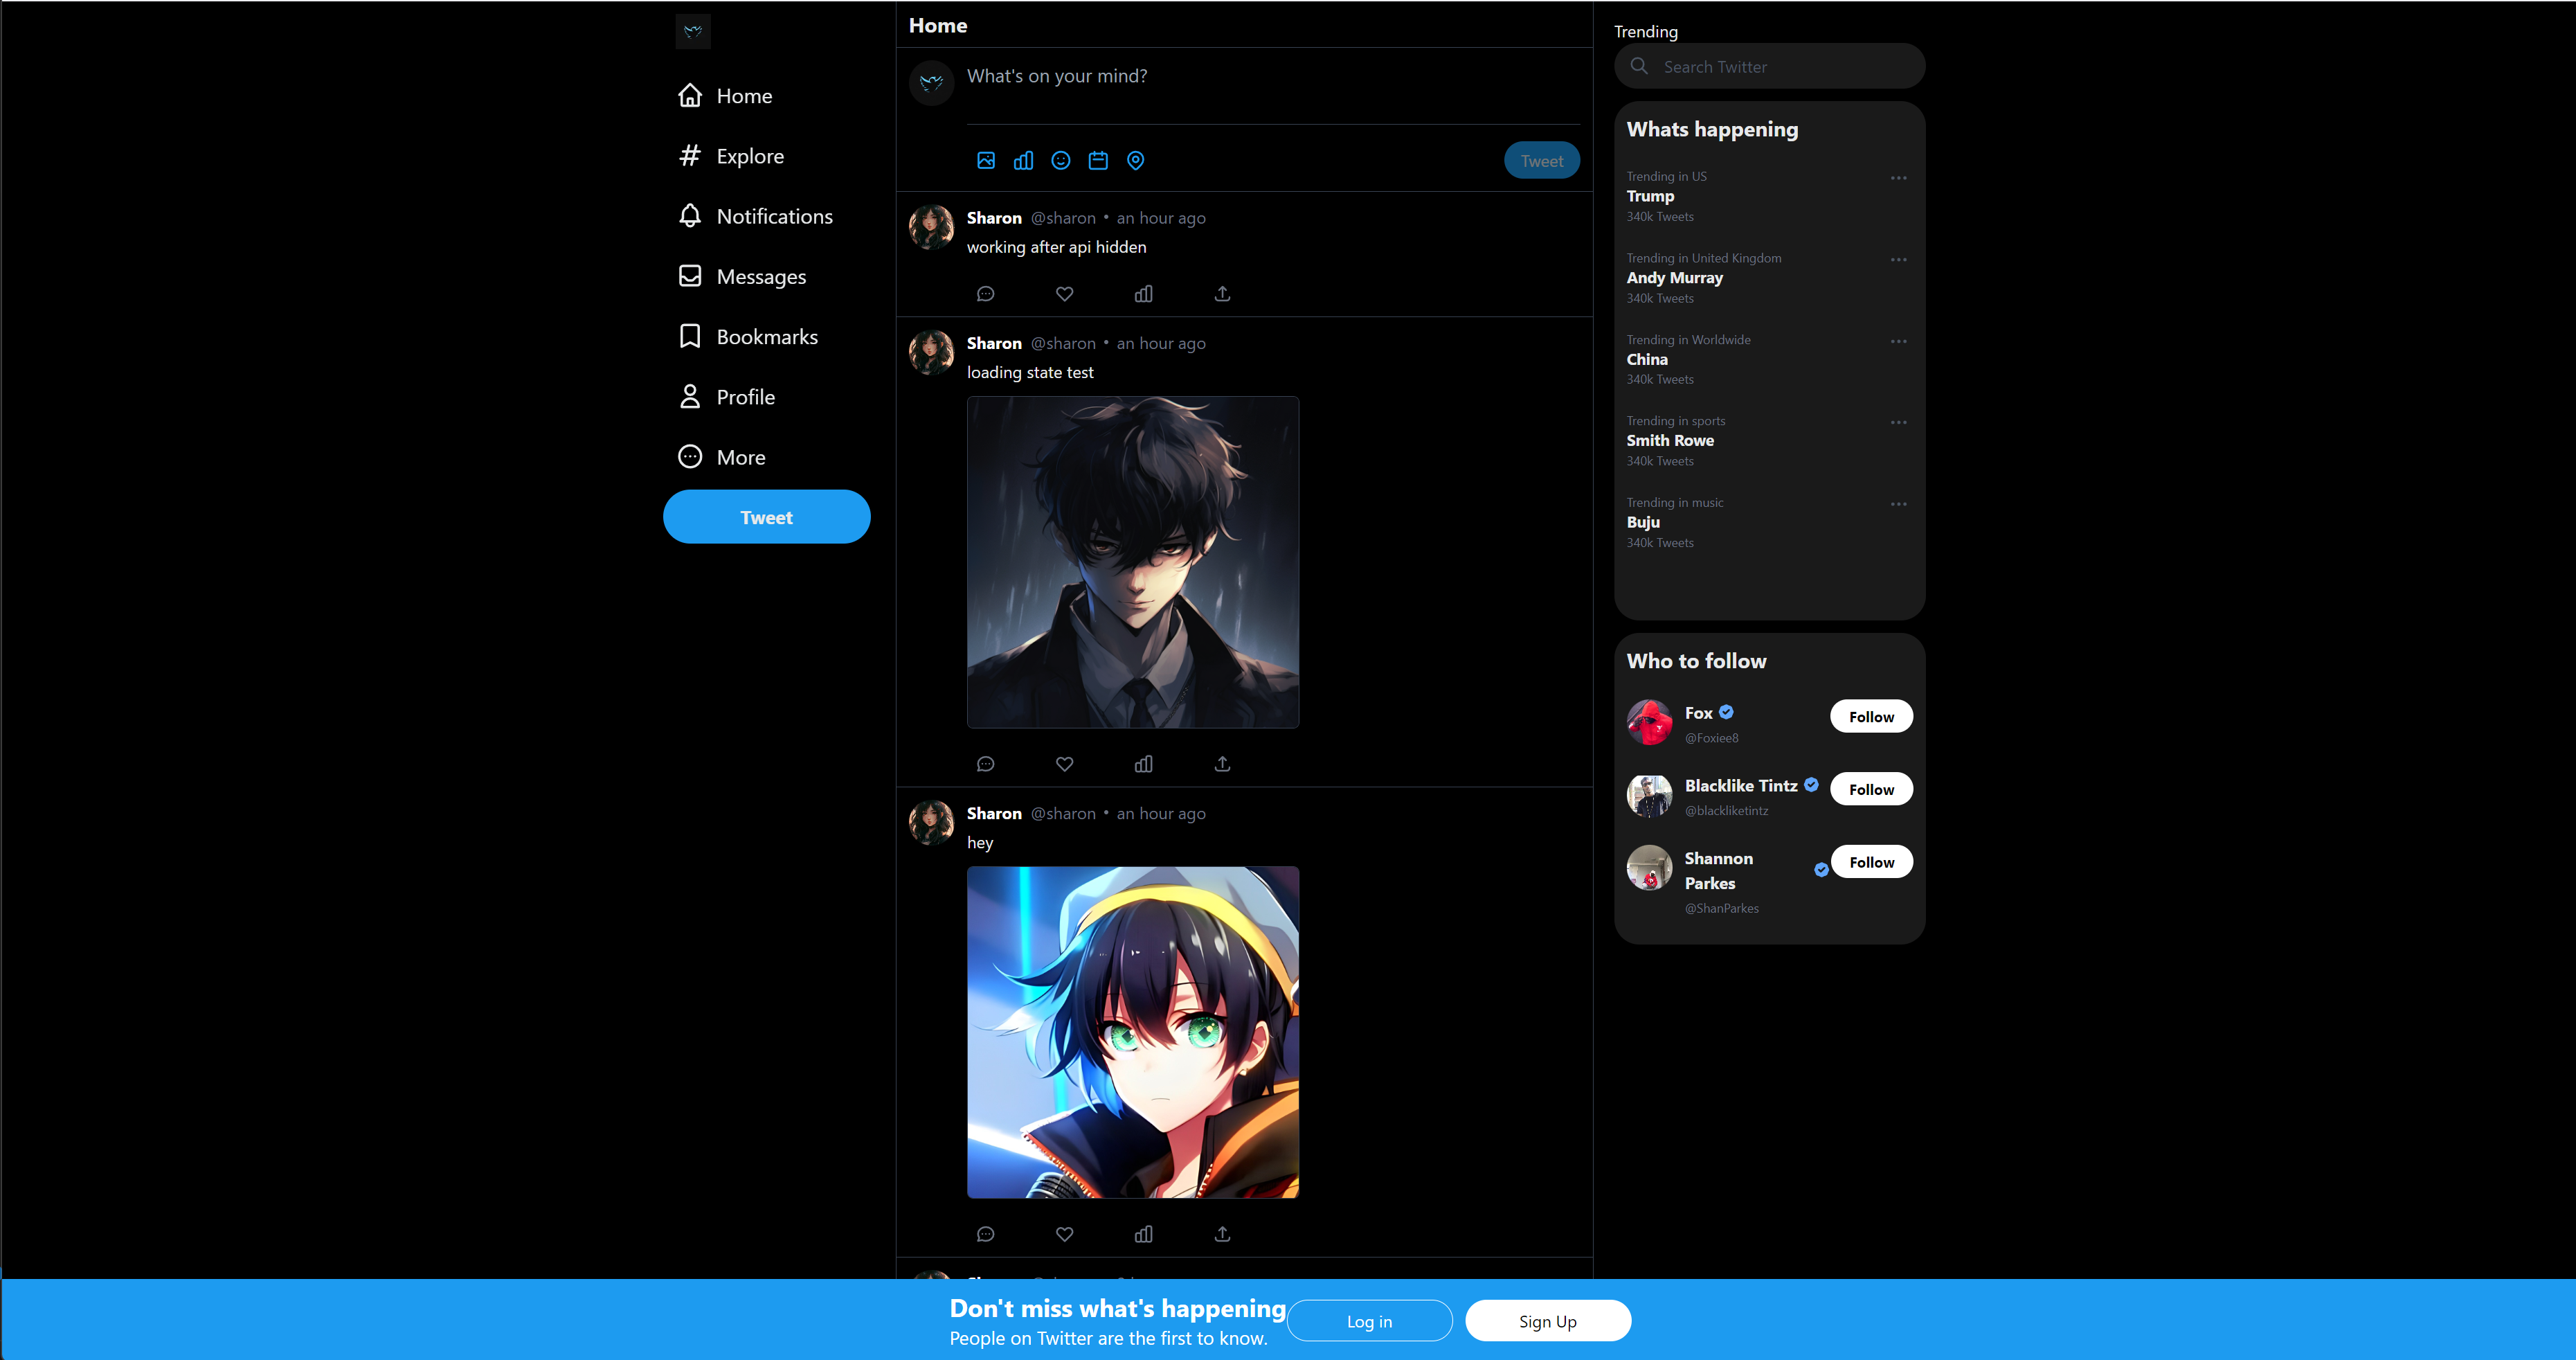 Home
Explore
Notifications
Messages
Bookmarks
Profile
More
Tweet
Home
What's on your mind?
Tweet
Sharon @sharon • an hour ago
working after api hidden
Sharon @sharon • an hour ago
loading state test
Sharon @sharon • an hour ago
hey
Trending
Search Twitter
Whats happening
Trending in US
Trump
340k Tweets
Trending in United Kingdom
Andy Murray
340k Tweets
Trending in Worldwide
China
340k Tweets
Trending in sports
Smith Rowe
340k Tweets
Trending in music
Buju
340k Tweets
Who to follow
Fox
@Foxiee8
Follow
Blacklike Tintz
@blackliketintz
Follow
Shannon
Parkes
@ShanParkes
Follow
Don't miss what's happening
People on Twitter are the first to know.
Log in
Sign Up